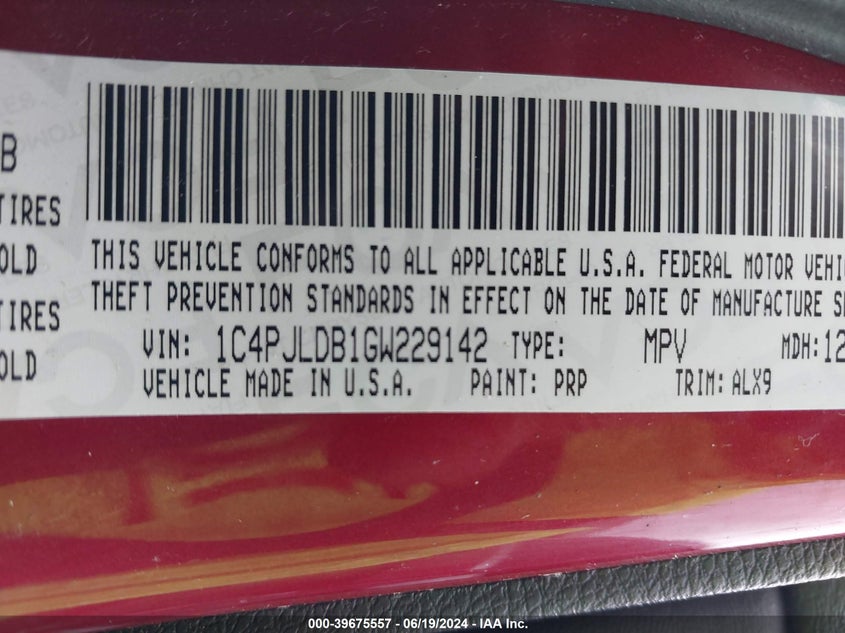 B
TIRES
OLD
TIRES
OLD
THIS VEHICLE CONFORMS TO ALL APPLICABLE U.S.A. FEDERAL MOTOR VEHIC
THEFT PREVENTION STANDARDS IN EFFECT ON THE DATE OF MANUFACTURE S
VIN: 1C4PJLDB1GW229142 TYPE: MPV MDH: 12
VEHICLE MADE IN U.S.A. PAINT: PRP TRIM: ALX9
000-39675557 - 06/19/2024 - © IAA Inc.